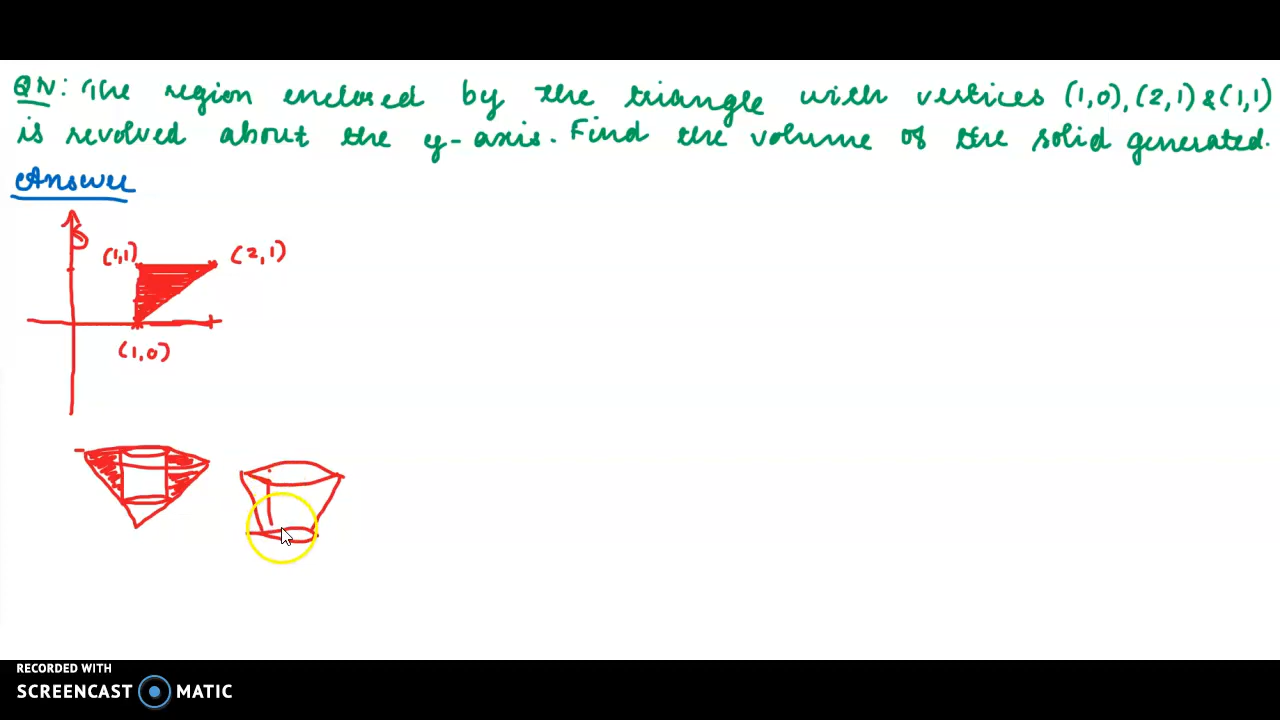 QN: The region enclosed by the triangle with vertices (1,0), (2,1) & (1,1)
is revolved about the y-axis. Find the volume of the solid generated.
Answer
(1,1) (2,1)
(1,0)
RECORDED WITH
SCREENCAST MATIC